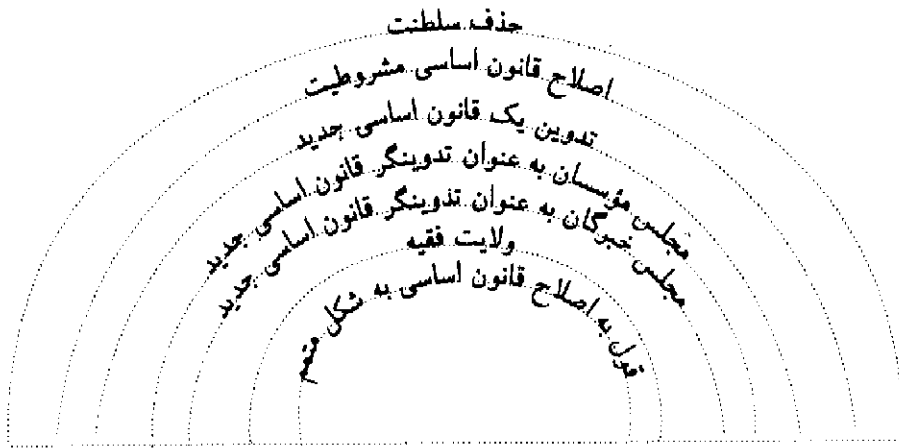 حذف سلطنت
اصلاح قانون اساسی مشروطیت
تدوین یک قانون اساسی جدید
مجلس مؤسسان به عنوان تدوینگر قانون اساسی جدید
مجلس خبرگان به عنوان تدوینگر قانون اساسی جدید
ولایت فقیه
قول به اصلاح قانون اساسی به شکل متمم